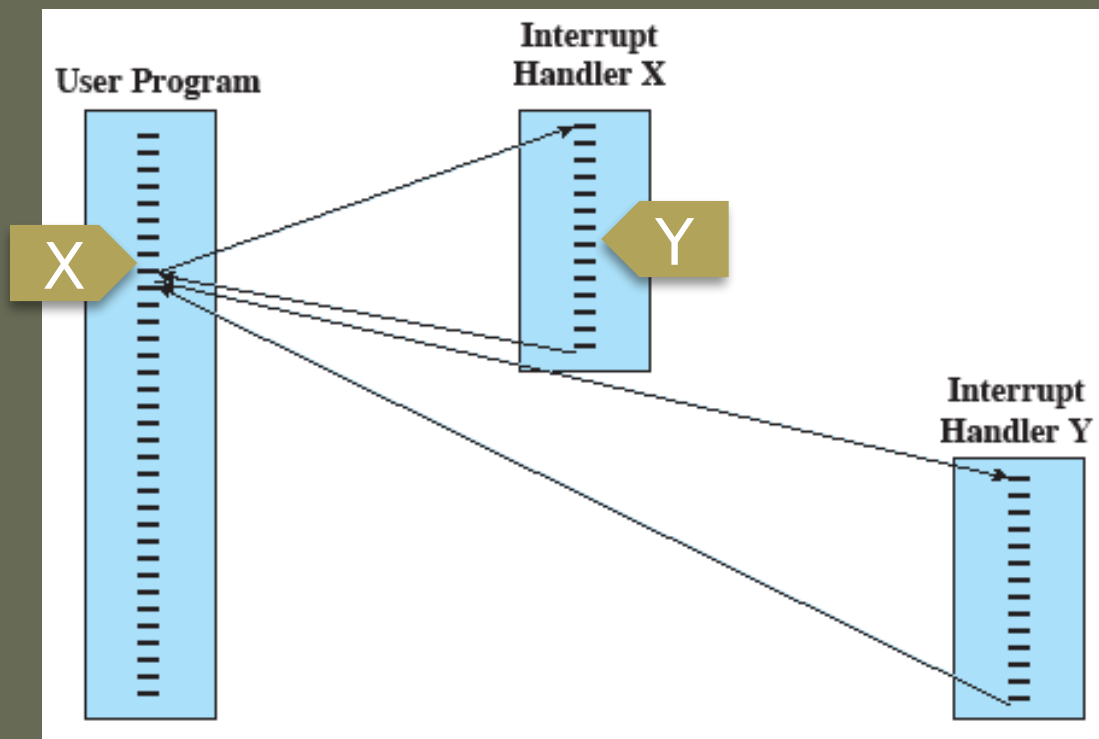 User Program
Interrupt
Handler X
X
Y
Interrupt
Handler Y